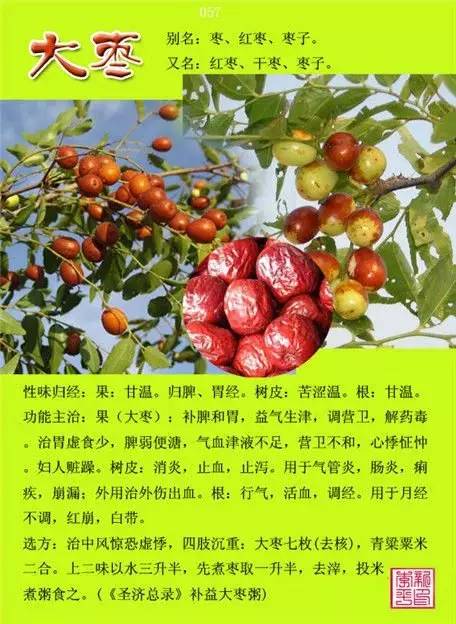 057
大枣
别名：枣、红枣、枣子。
又名：红枣、干枣、枣子。
性味归经：果：甘温。归脾、胃经。树皮：苦涩温。根：甘温。
功能主治：果（大枣）：补脾和胃，益气生津，调营卫，解药毒
。治胃虚食少，脾弱便溏，气血津液不足，营卫不和，心悸怔忡
。妇人赃躁。树皮：消炎，止血，止泻。用于气管炎，肠炎，痢
疾，崩漏；外用治外伤出血。根：行气，活血，调经。用于月经
不调，红崩，白带。
选方：治中风惊恐虚悸，四肢沉重：大枣七枚(去核)，青粱粟米
二合。上二味以水三升半，先煮枣取一升半，去滓，投米
煮粥食之。(《圣济总录》补益大枣粥)